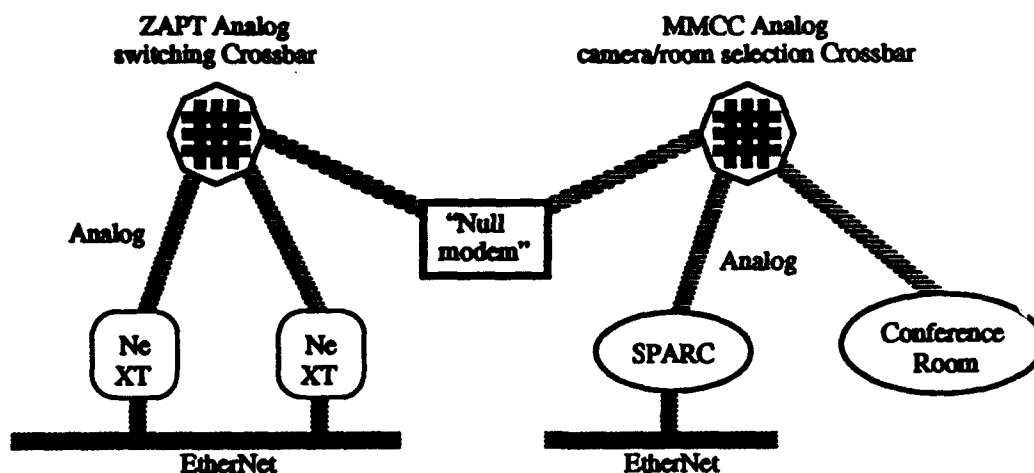 ZAPT Analog
switching Crossbar
MMCC Analog
camera/room selection Crossbar
"Null
modem"
Analog
Analog
Ne
XT
Ne
XT
SPARC
Conference
Room
EtherNet
EtherNet